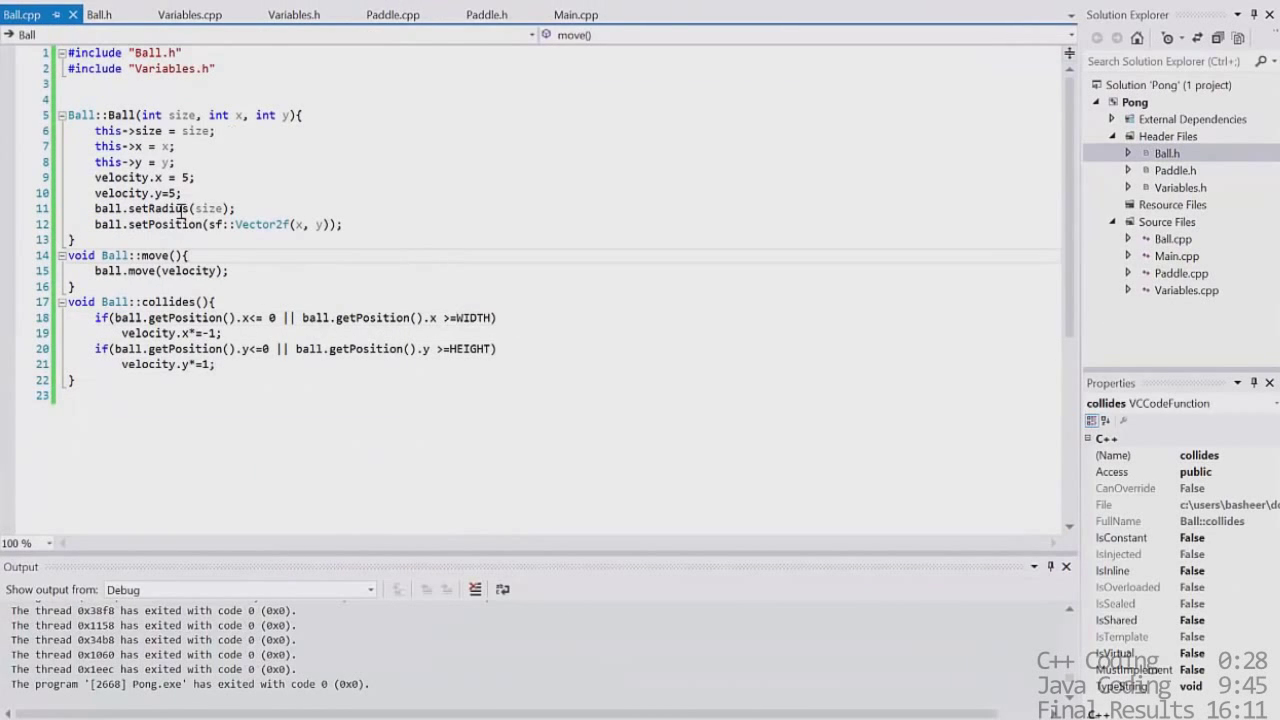 Ball.cpp Ball.h Variables.cpp Variables.h Paddle.cpp Paddle.h Main.cpp
Ball move()
1 #include "Ball.h"
2 #include "Variables.h"
3
4
5 Ball::Ball(int size, int x, int y){
6 this->size = size;
7 this->x = x;
8 this->y = y;
9 velocity.x = 5;
10 velocity.y=5;
11 ball.setRadius(size);
12 ball.setPosition(sf::Vector2f(x, y));
13 }
14 void Ball::move(){
15 ball.move(velocity);
16 }
17 void Ball::collides(){
18 if(ball.getPosition().x<= 0 || ball.getPosition().x >=WIDTH)
19 velocity.x*=-1;
20 if(ball.getPosition().y<=0 || ball.getPosition().y >=HEIGHT)
21 velocity.y*=1;
22 }
23
100 %
Output
Show output from: Debug
The thread 0x38f8 has exited with code 0 (0x0).
The thread 0x1158 has exited with code 0 (0x0).
The thread 0x34b8 has exited with code 0 (0x0).
The thread 0x1060 has exited with code 0 (0x0).
The thread 0x1eec has exited with code 0 (0x0).
The program '[2668] Pong.exe' has exited with code 0 (0x0).
Solution Explorer
Search Solution Explorer (Ctrl+;)
Solution 'Pong' (1 project)
Pong
External Dependencies
Header Files
Ball.h
Paddle.h
Variables.h
Resource Files
Source Files
Ball.cpp
Main.cpp
Paddle.cpp
Variables.cpp
Properties
collides VCCodeFunction
C++
(Name) collides
Access public
CanOverride False
File c:\users\basheer\do
FullName Ball::collides
IsConstant False
IsInjected False
IsInline False
IsOverloaded False
IsSealed False
IsShared False
IsTemplate False
IsVirtual False
MustImplement False
TypeString void
C++
C++ Coding 0:28
Java Coding 9:45
Final Results 16:11